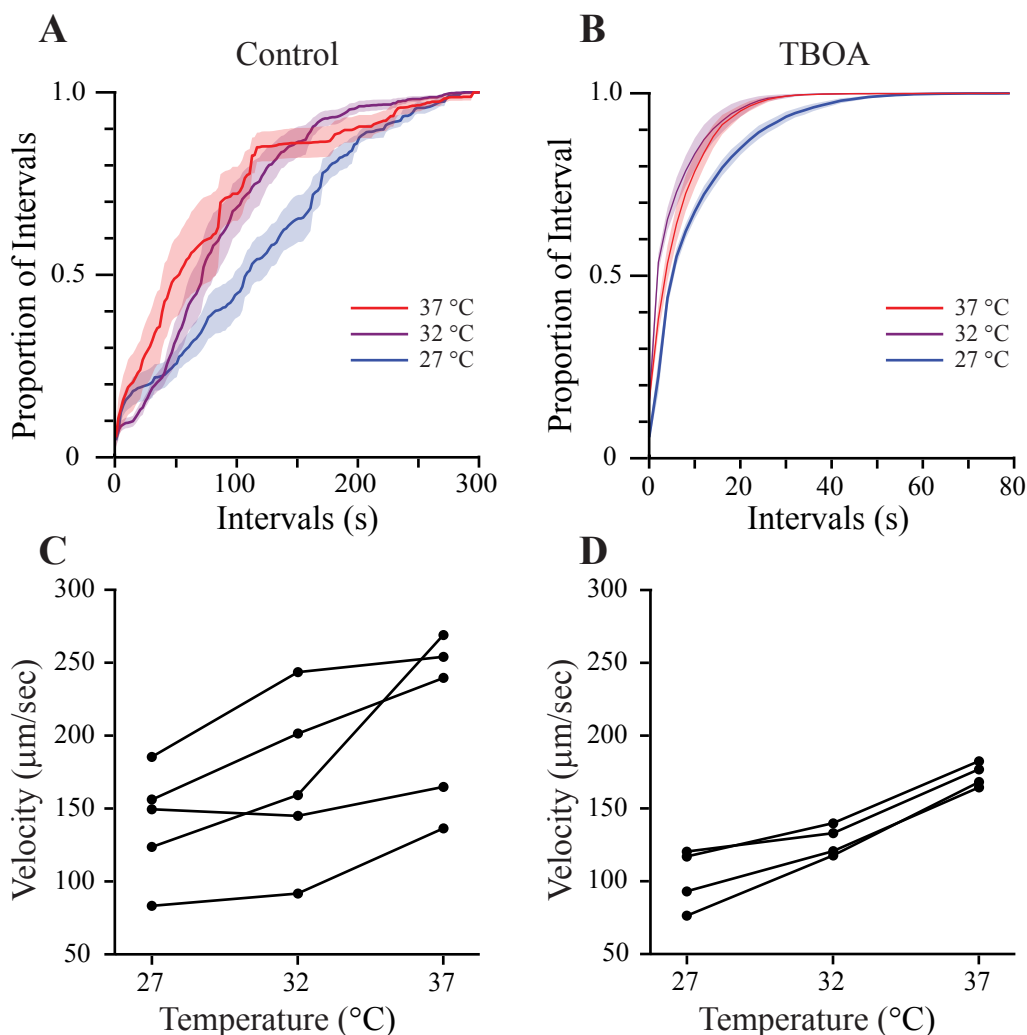 A
Control
Proportion of Intervals
1.0
0.5
0
37 °C
32 °C
27 °C
0
100
200
300
Intervals (s)
B
TBOA
Proportion of Interval
1.0
0.5
0
37 °C
32 °C
27 °C
0
20
40
60
80
Intervals (s)
C
Velocity (μm/sec)
300
250
200
150
100
50
27
32
37
Temperature (°C)
D
Velocity (μm/sec)
300
250
200
150
100
50
27
32
37
Temperature (°C)